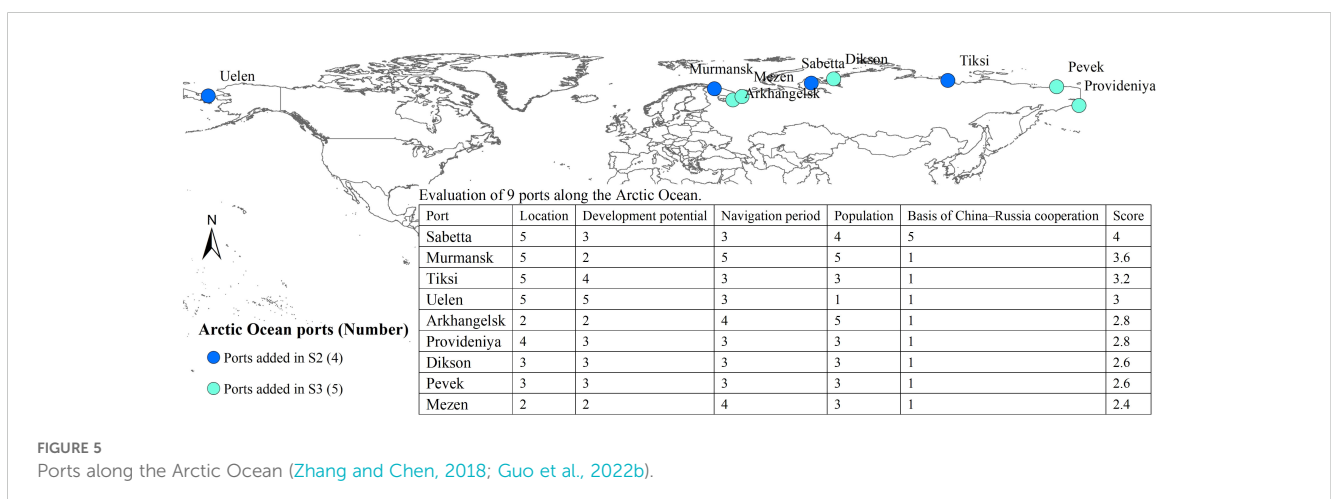 Uelen
Murmansk
Mezen
Arkhangelsk
Sabetta
Dikson
Tiksi
Pevek
Provideniya
N
Arctic Ocean ports (Number)
Ports added in S2 (4)
Ports added in S3 (5)
Evaluation of 9 ports along the Arctic Ocean.
Port Location Development potential Navigation period Population Basis of China–Russia cooperation Score
Sabetta 5 3 3 4 5 4
Murmansk 5 2 5 5 1 3.6
Tiksi 5 4 3 3 1 3.2
Uelen 5 5 3 1 1 3
Arkhangelsk 2 2 4 5 1 2.8
Provideniya 4 3 3 3 1 2.8
Dikson 3 3 3 3 1 2.6
Pevek 3 3 3 3 1 2.6
Mezen 2 2 4 3 1 2.4
FIGURE 5
Ports along the Arctic Ocean (Zhang and Chen, 2018; Guo et al., 2022b).